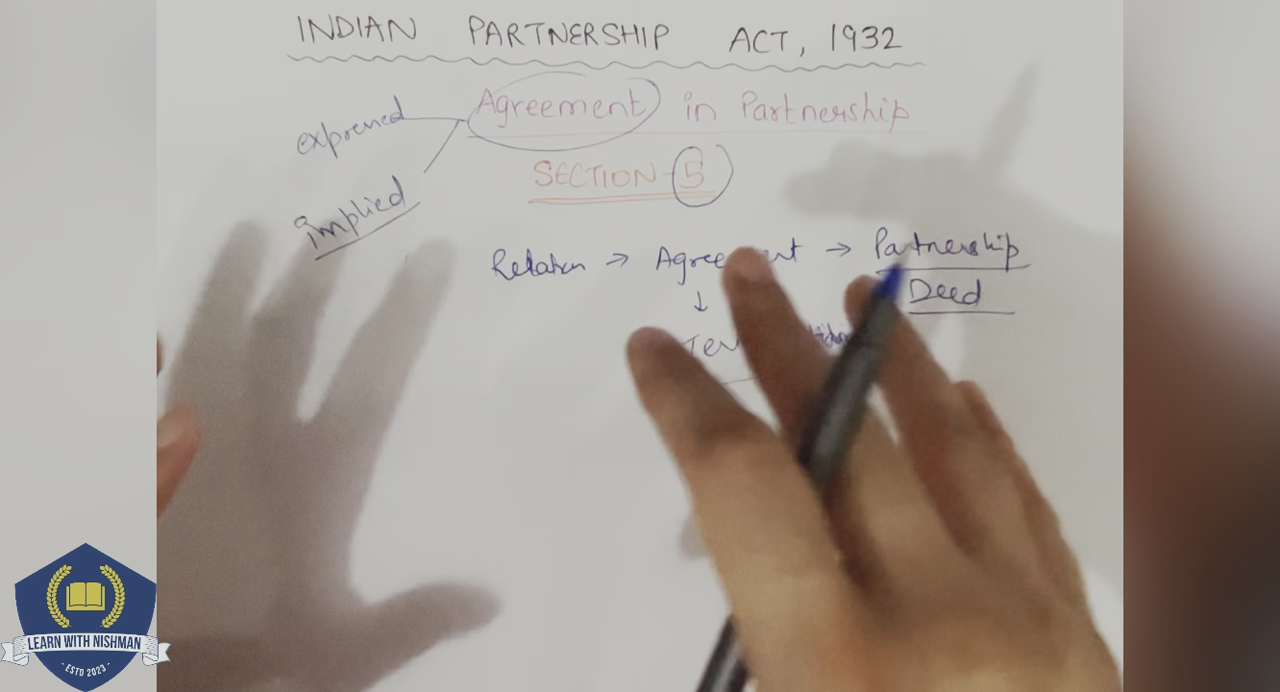 INDIAN PARTNERSHIP ACT, 1932
expressed Agreement in Partnership
implied
SECTION-5
Relation → Agreement → Partnership
↓ Deed
LEARN WITH NISHMAN
- ESTD 2023 -